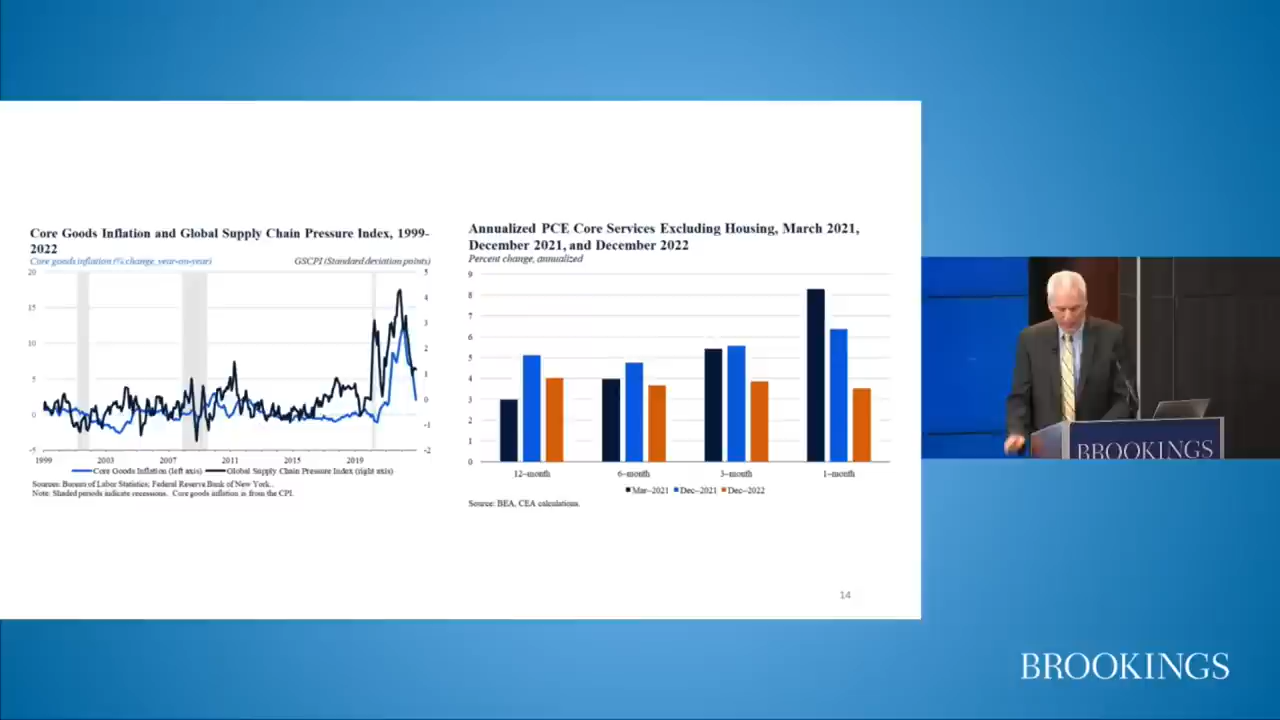 Core Goods Inflation and Global Supply Chain Pressure Index, 1999-
2022
Core goods inflation (% change, year-on-year)
GSCPI (Standard deviation points)
20
15
10
5
0
-5
5
4
3
2
1
0
-1
-2
1999
2003
2007
2011
2015
2019
Core Goods Inflation (left axis)
Global Supply Chain Pressure Index (right axis)
Sources: Bureau of Labor Statistics; Federal Reserve Bank of New York.
Note: Shaded periods indicate recessions. Core goods inflation is from the CPI.
Annualized PCE Core Services Excluding Housing, March 2021,
December 2021, and December 2022
Percent change, annualized
9
8
7
6
5
4
3
2
1
0
12-month
6-month
3-month
1-month
Mar-2021
Dec-2021
Dec-2022
Source: BEA, CEA calculations.
14
BROOKINGS
BROOKINGS